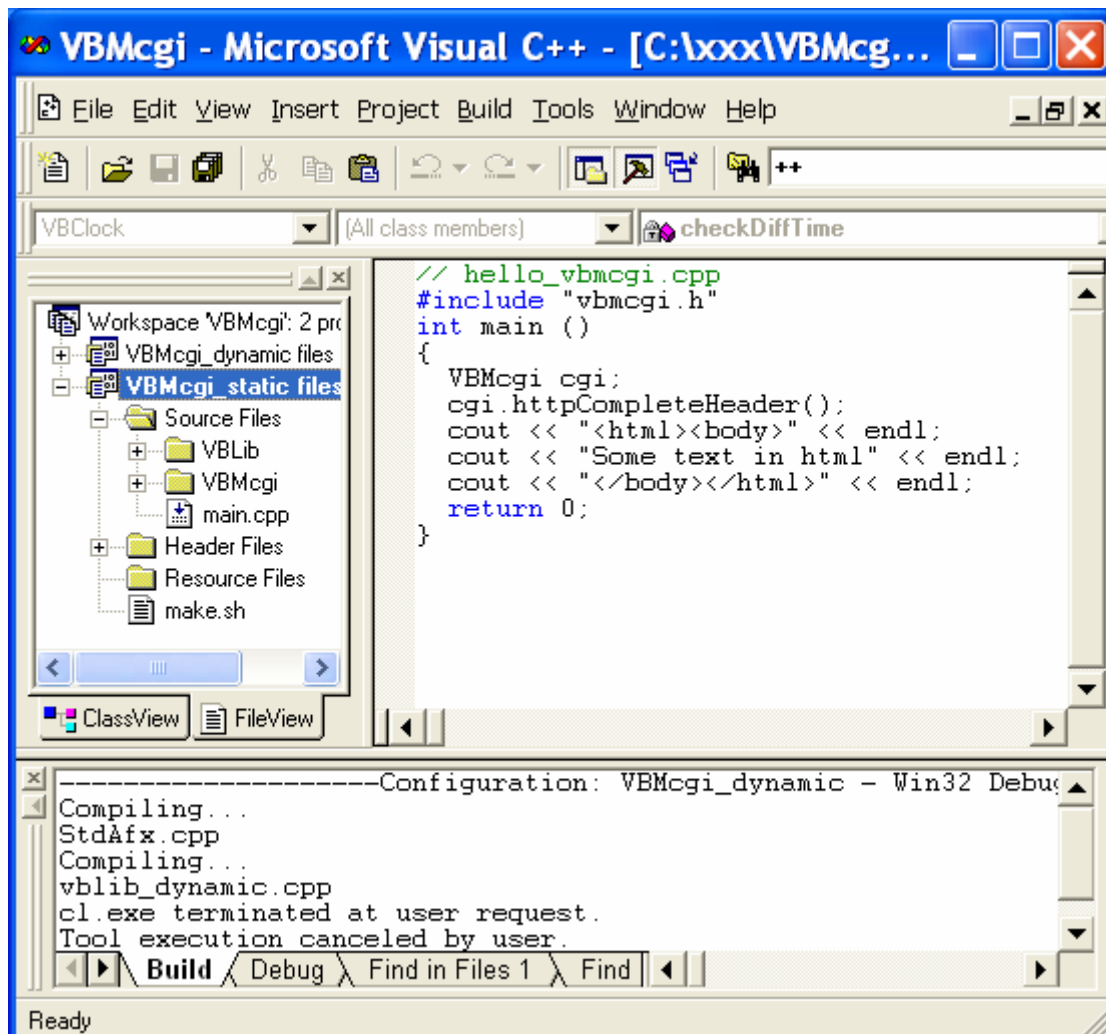 VBMcgi - Microsoft Visual C++ - [C:\xxx\VBMcg...
File Edit View Insert Project Build Tools Window Help
++
VBClock (All class members) checkDiffTime
Workspace 'VBMcgi': 2 pro
VBMcgi_dynamic files
VBMcgi_static files
Source Files
VBLib
VBMcgi
main.cpp
Header Files
Resource Files
make.sh
ClassView FileView
// hello_vbmcgi.cpp
#include "vbmcgi.h"
int main ()
{
VBMcgi cgi;
cgi.httpCompleteHeader();
cout << "<html><body>" << endl;
cout << "Some text in html" << endl;
cout << "</body></html>" << endl;
return 0;
}
--------------------Configuration: VBMcgi_dynamic - Win32 Debug
Compiling...
StdAfx.cpp
Compiling...
vblib_dynamic.cpp
cl.exe terminated at user request.
Tool execution canceled by user.
Build Debug Find in Files 1 Find
Ready